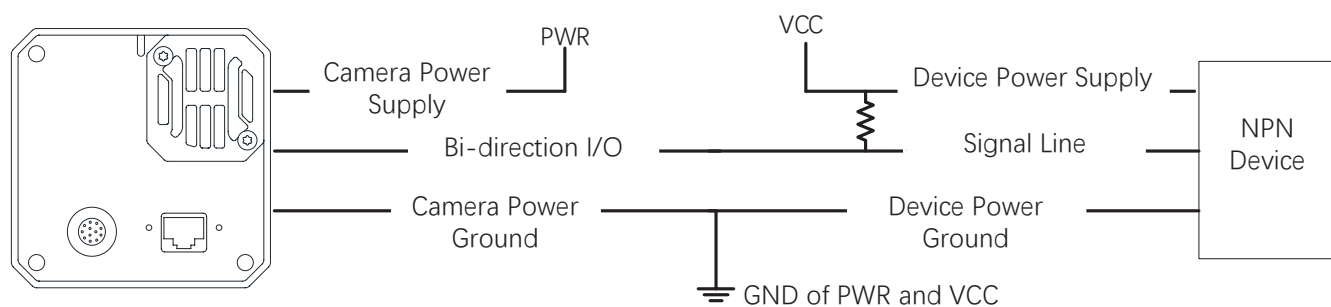 PWR
VCC
Camera Power
Supply
Device Power Supply
Bi-direction I/O
Signal Line
NPN
Device
Camera Power
Ground
Device Power
Ground
GND of PWR and VCC